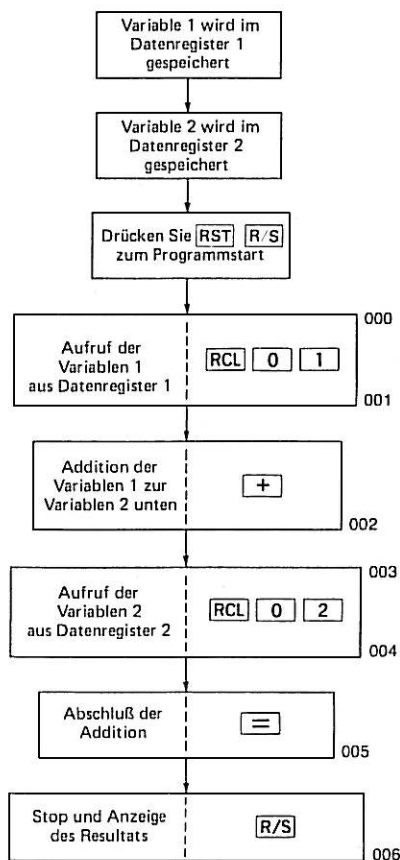 Variable 1 wird im
Datenregister 1
gespeichert
Variable 2 wird im
Datenregister 2
gespeichert
Drücken Sie RST R/S
zum Programmstart
000
Aufruf der
Variablen 1
aus Datenregister 1
RCL 0 1
001
Addition der
Variablen 1 zur
Variablen 2 unten
+
002
003
Aufruf der
Variablen 2
aus Datenregister 2
RCL 0 2
004
Abschluß der
Addition
=
005
Stop und Anzeige
des Resultats
R/S
006